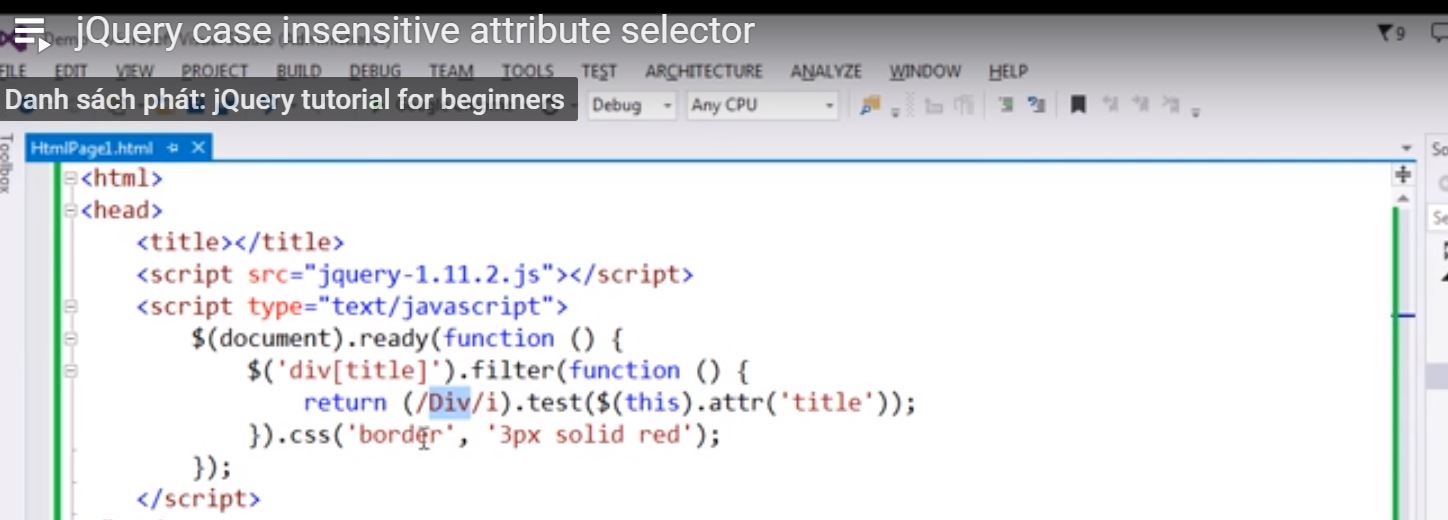 jQuery case insensitive attribute selector
9
FILE EDIT VIEW PROJECT BUILD DEBUG TEAM TOOLS TEST ARCHITECTURE ANALYZE WINDOW HELP
Danh sách phát: jQuery tutorial for beginners
Debug Any CPU
Toolbox
HtmlPage1.html
<html>
<head>
<title></title>
<script src="jquery-1.11.2.js"></script>
<script type="text/javascript">
$(document).ready(function () {
$('div[title]').filter(function () {
return (/Div/i).test($(this).attr('title'));
}).css('border', '3px solid red');
});
</script>